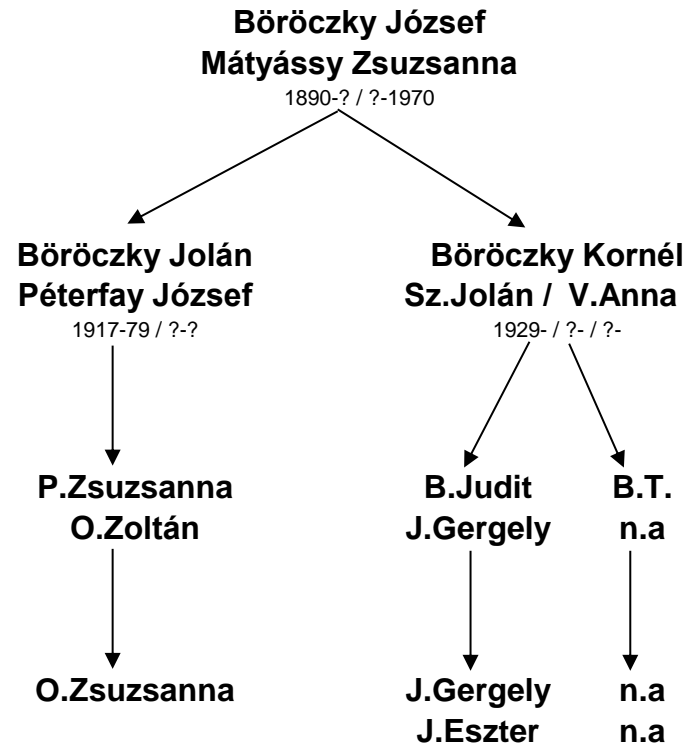 Böröczky József
Mátyássy Zsuzsanna
1890-? / ?-1970
Böröczky Jolán
Péterfay József
1917-79 / ?-?
Böröczky Kornél
Sz.Jolán / V.Anna
1929- / ?- / ?-
P.Zsuzsanna
O.Zoltán
B.Judit
J.Gergely
B.T.
n.a
O.Zsuzsanna
J.Gergely
J.Eszter
n.a
n.a